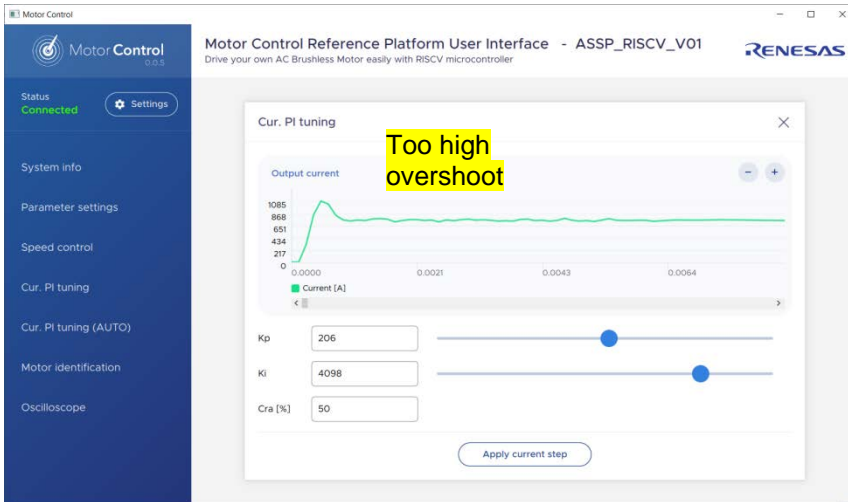 Motor Control
MotorControl
0.0.5
Motor Control Reference Platform User Interface - ASSP_RISCV_V01
Drive your own AC Brushless Motor easily with RISCV microcontroller
RENESAS
Status
Connected
Settings
System info
Parameter settings
Speed control
Cur. PI tuning
Cur. PI tuning (AUTO)
Motor identification
Oscilloscope
Cur. PI tuning
Too high
overshoot
Output current
1085
868
651
434
217
0
0.0000 0.0021 0.0043 0.0064
Current [A]
Kp 206
Ki 4098
Cra [%] 50
Apply current step